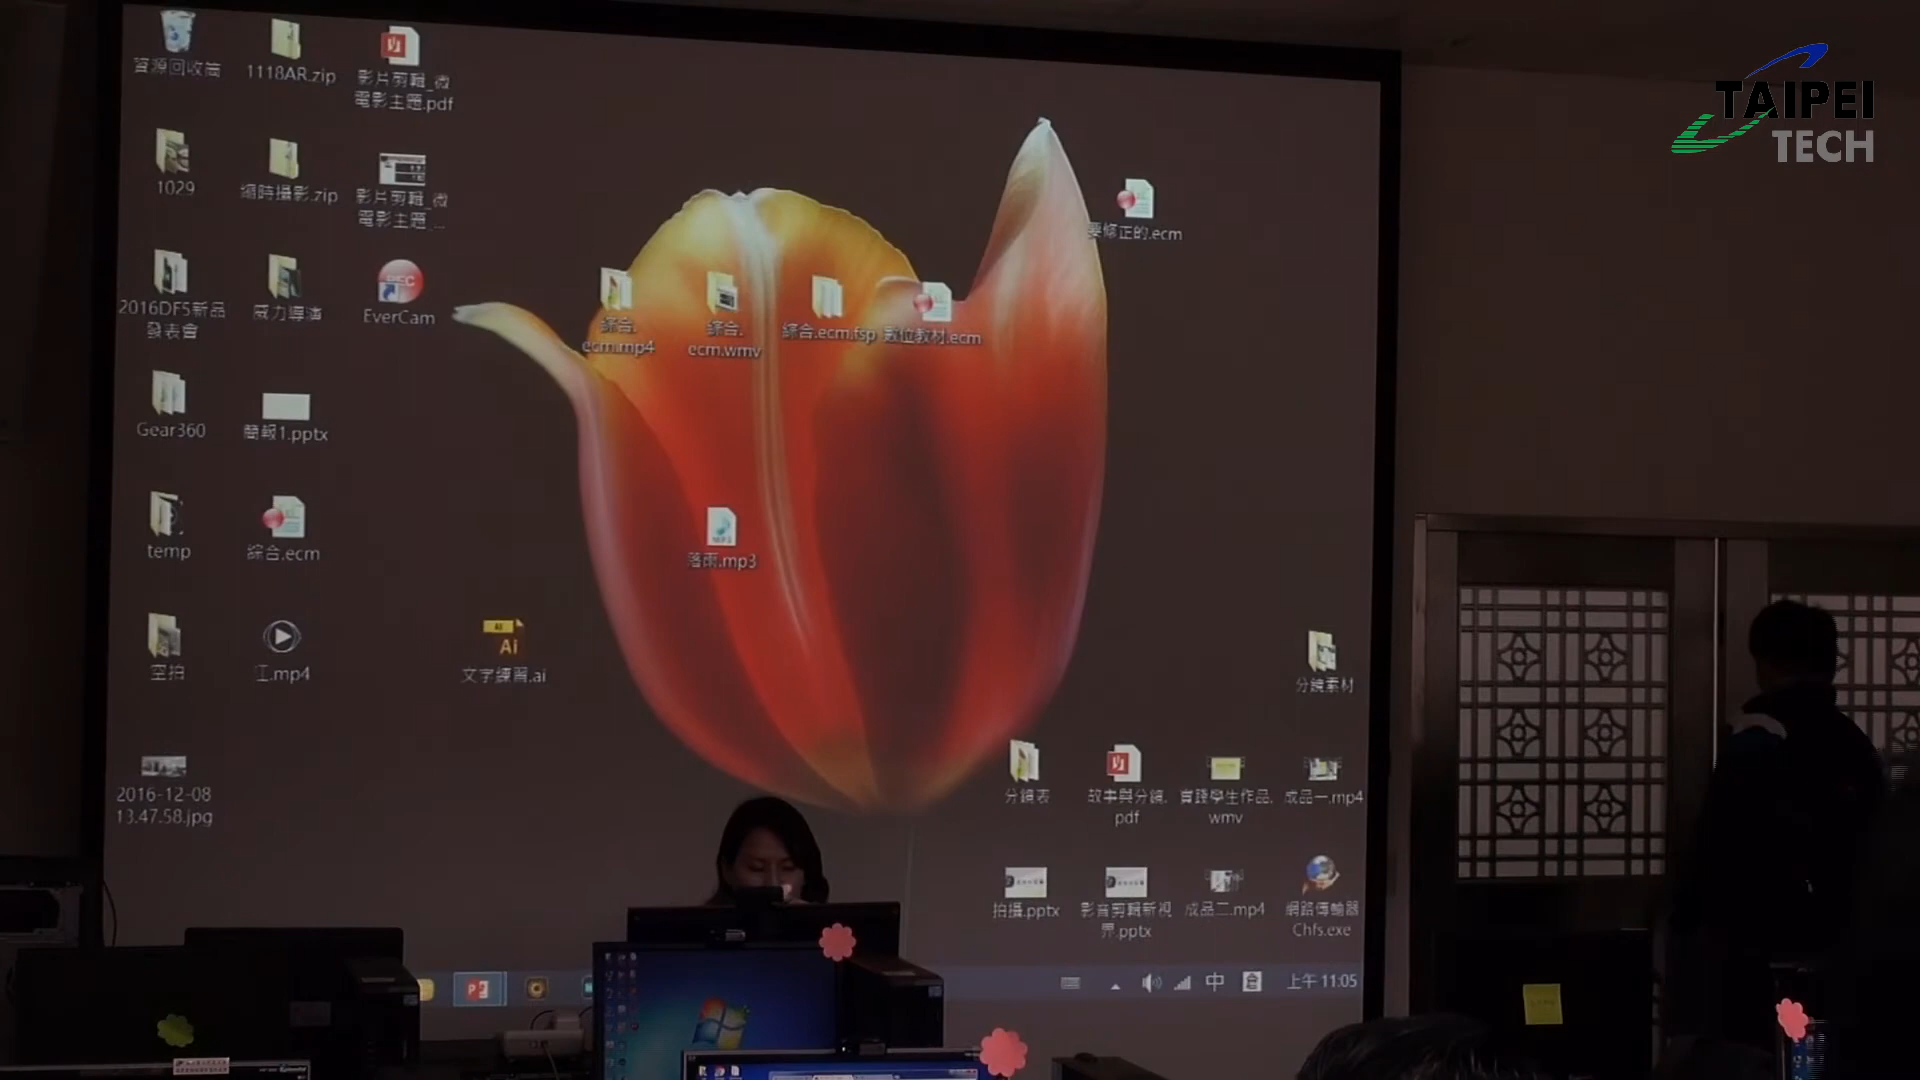 TAIPEI
TECH
資源回收筒
1118AR.zip
影片剪輯_微
電影主題.pdf
1029
縮時攝影.zip
影片剪輯_微
電影主題_...
2016DF5新品
發表會
威力導演
EverCam
綜合.
ecm.mp4
綜合.
ecm.wmv
綜合.ecm.fsp
數位教材.ecm
要修正的.ecm
Gear360
簡報1.pptx
temp
綜合.ecm
落雨.mp3
空拍
江.mp4
文字練習.ai
Ai
分鏡素材
2016-12-08
13.47.58.jpg
分鏡表
故事與分鏡.
pdf
實踐學生作品.
wmv
成品一.mp4
拍攝.pptx
影音剪輯新視
界.pptx
成品二.mp4
網路傳輸器
Chfs.exe
中
上午 11:05